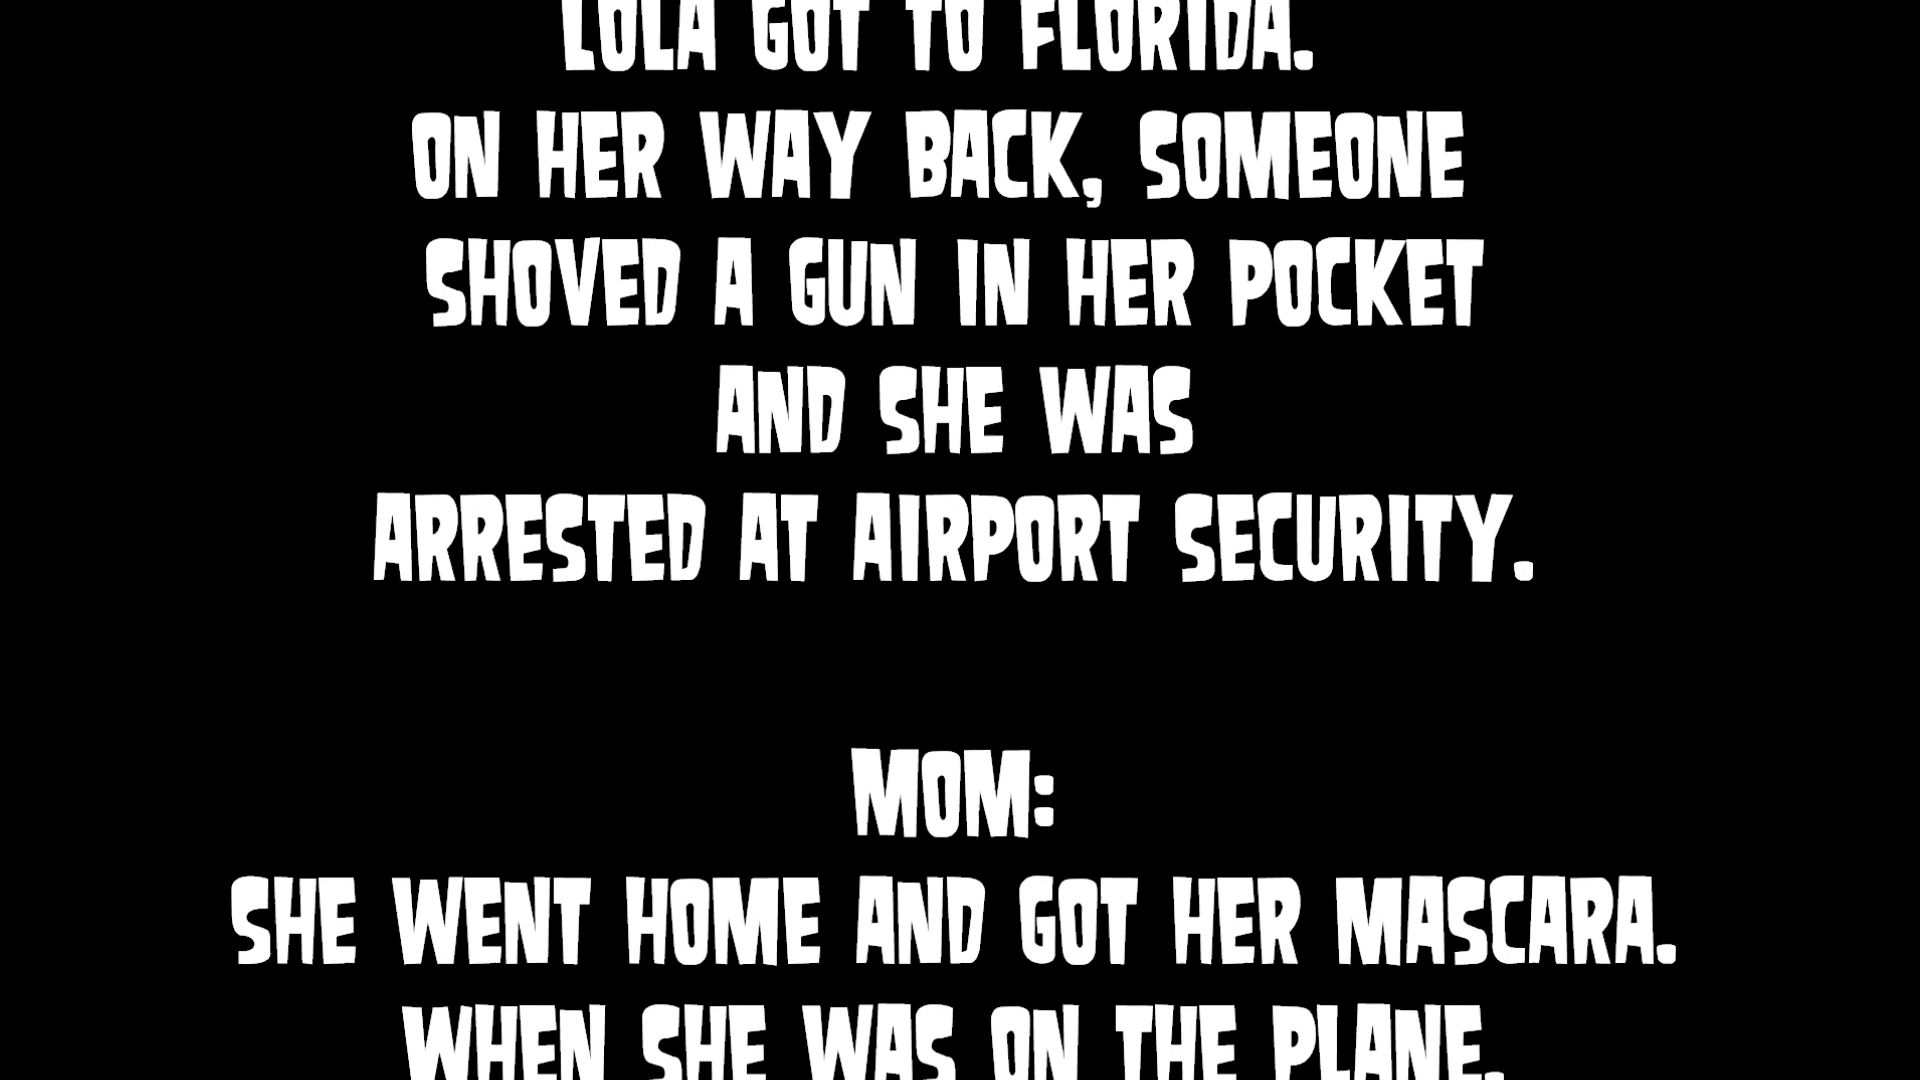 LOLA GOT TO FLORIDA.
ON HER WAY BACK, SOMEONE
SHOVED A GUN IN HER POCKET
AND SHE WAS
ARRESTED AT AIRPORT SECURITY.
MOM:
SHE WENT HOME AND GOT HER MASCARA.
WHEN SHE WAS ON THE PLANE,